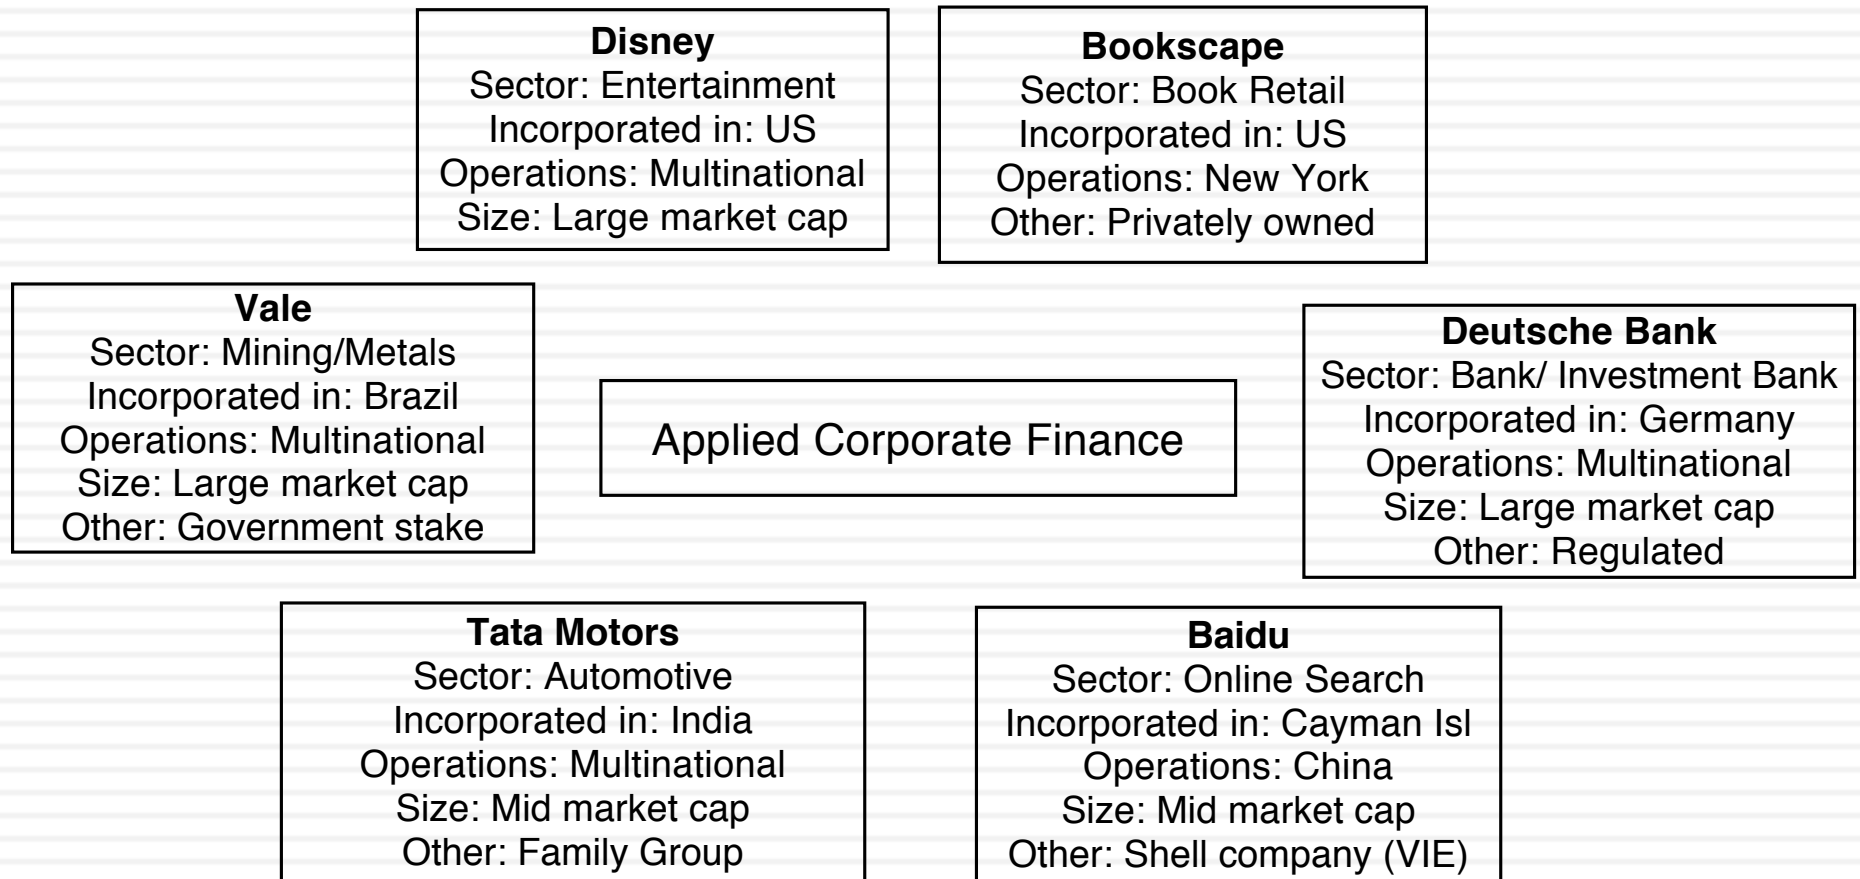 Disney
Sector: Entertainment
Incorporated in: US
Operations: Multinational
Size: Large market cap
Bookscape
Sector: Book Retail
Incorporated in: US
Operations: New York
Other: Privately owned
Vale
Sector: Mining/Metals
Incorporated in: Brazil
Operations: Multinational
Size: Large market cap
Other: Government stake
Applied Corporate Finance
Deutsche Bank
Sector: Bank/ Investment Bank
Incorporated in: Germany
Operations: Multinational
Size: Large market cap
Other: Regulated
Tata Motors
Sector: Automotive
Incorporated in: India
Operations: Multinational
Size: Mid market cap
Other: Family Group
Baidu
Sector: Online Search
Incorporated in: Cayman Isl
Operations: China
Size: Mid market cap
Other: Shell company (VIE)